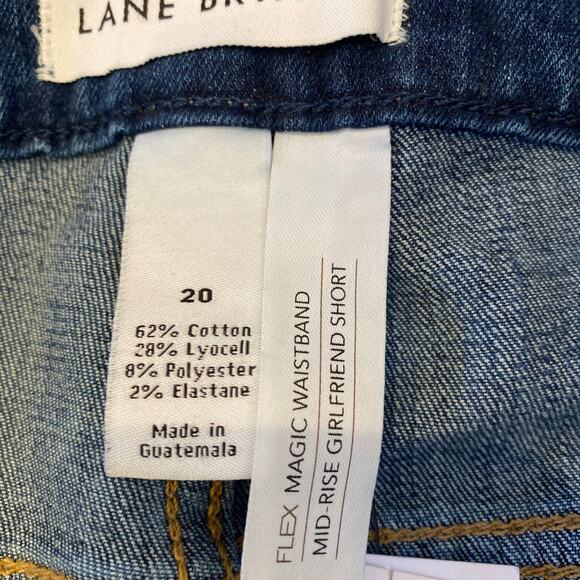 LANE
20
62% Cotton
28% Lyocell
8% Polyester
2% Elastane
Made in
Guatemala
FLEX MAGIC WAISTBAND
MID-RISE GIRLFRIEND SHORT